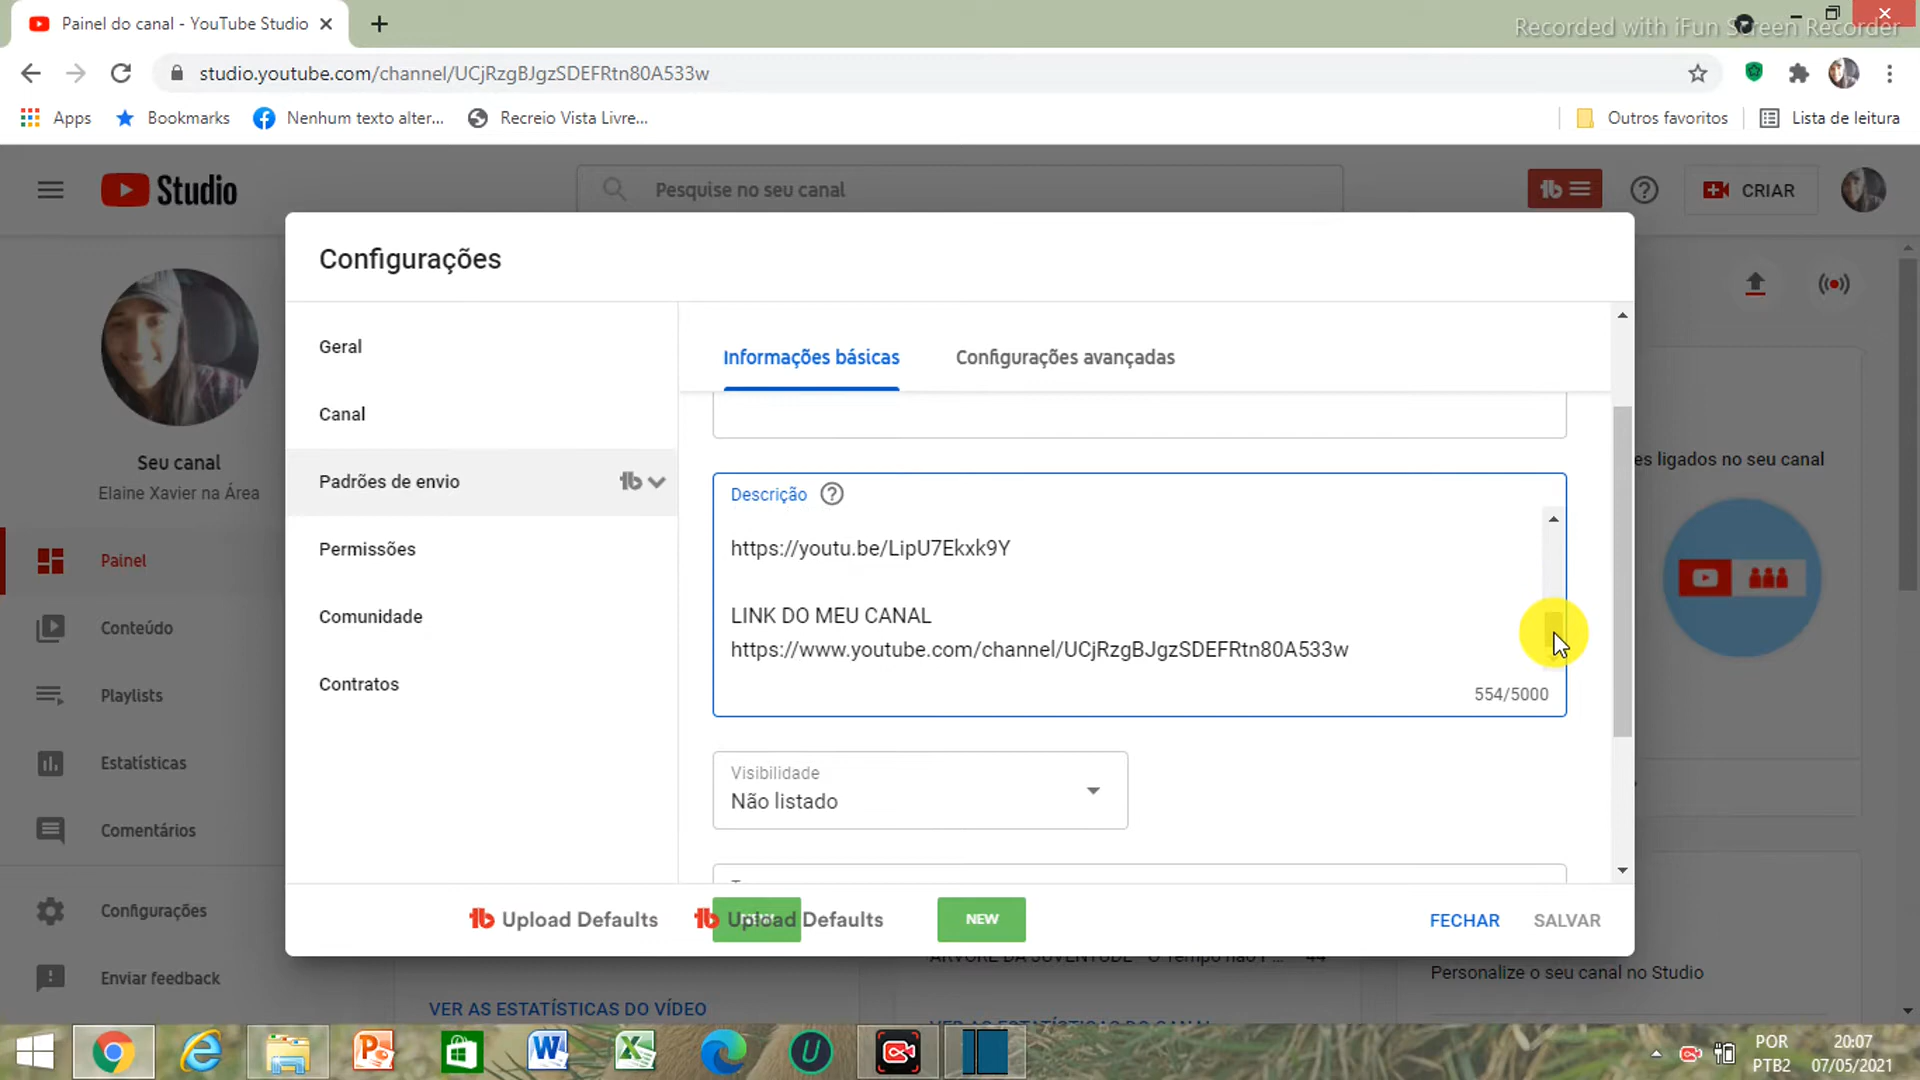 Painel do canal - YouTube Studio
Recorded with iFun Screen Recorder
studio.youtube.com/channel/UCjRzgBJgzSDEFRtn80A533w
Apps
Bookmarks
Nenhum texto alter...
Recreio Vista Livre...
Outros favoritos
Lista de leitura
Studio
Pesquise no seu canal
CRIAR
Configurações
Geral
Informações básicas
Configurações avançadas
Canal
Seu canal
Elaine Xavier na Área
es ligados no seu canal
Padrões de envio
Descrição
https://youtu.be/LipU7Ekxk9Y
Permissões
Painel
LINK DO MEU CANAL
https://www.youtube.com/channel/UCjRzgBJgzSDEFRtn80A533w
Comunidade
Conteúdo
Contratos
Playlists
554/5000
Estatísticas
Visibilidade
Não listado
Comentários
Configurações
Upload Defaults
Upload Defaults
NEW
FECHAR
SALVAR
Enviar feedback
Personalize o seu canal no Studio
VER AS ESTATÍSTICAS DO VÍDEO
POR
PTB2
20:07
07/05/2021